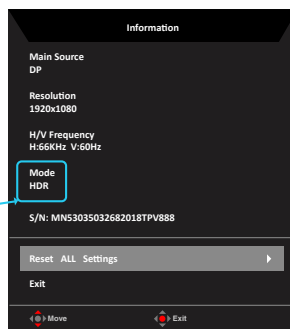 Information
Main Source
DP
Resolution
1920x1080
H/V Frequency
H:66KHz V:60Hz
Mode
HDR
S/N: MN53035032682018TPV888
Reset ALL Settings
Exit
Move Exit